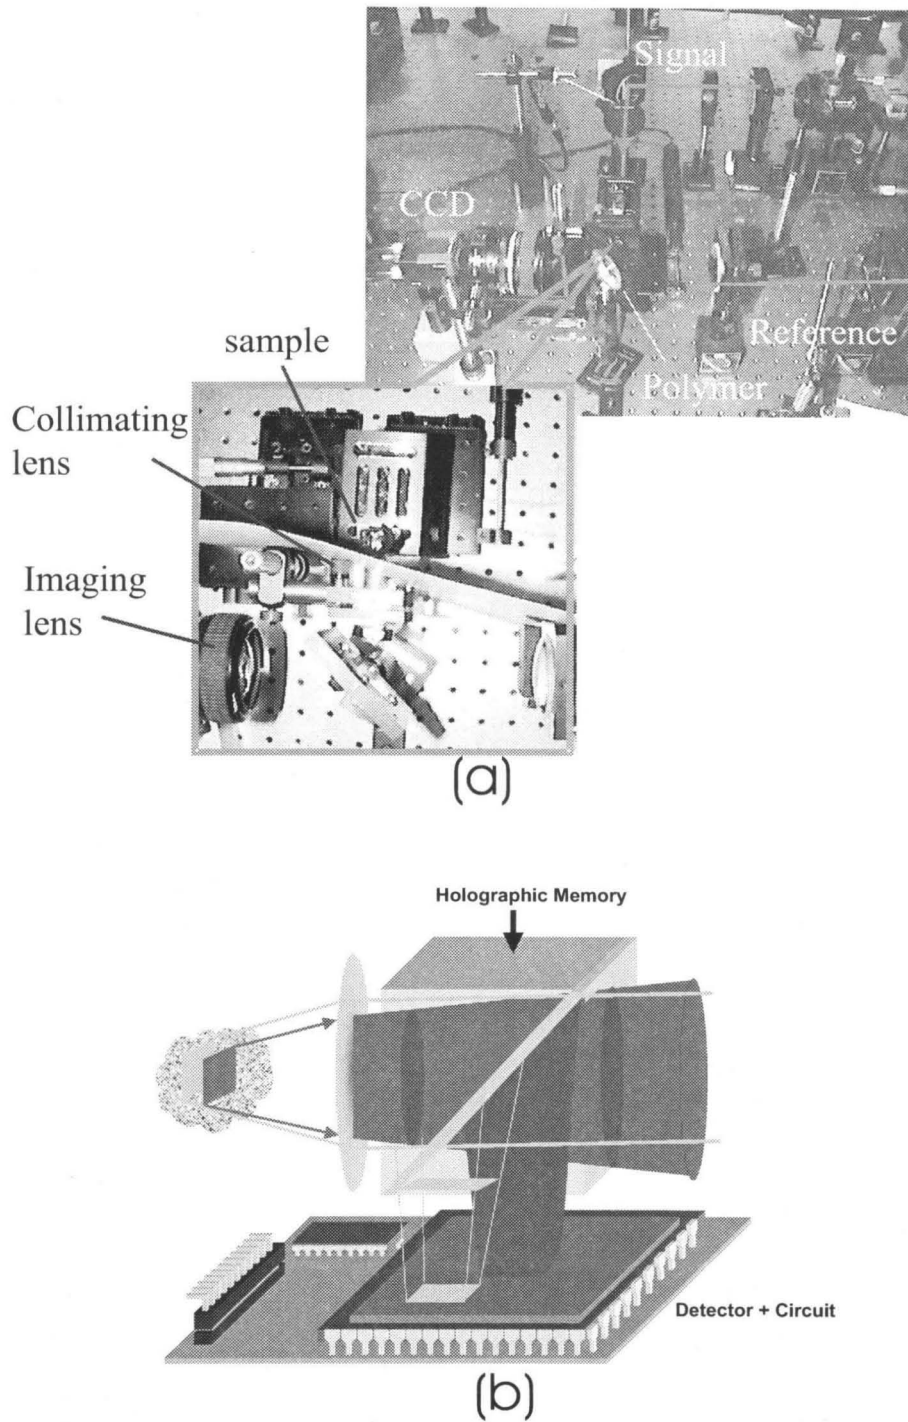 Signal
CCD
Reference
Polymer
sample
Collimating
lens
Imaging
lens
(a)
Holographic Memory
Detector + Circuit
(b)